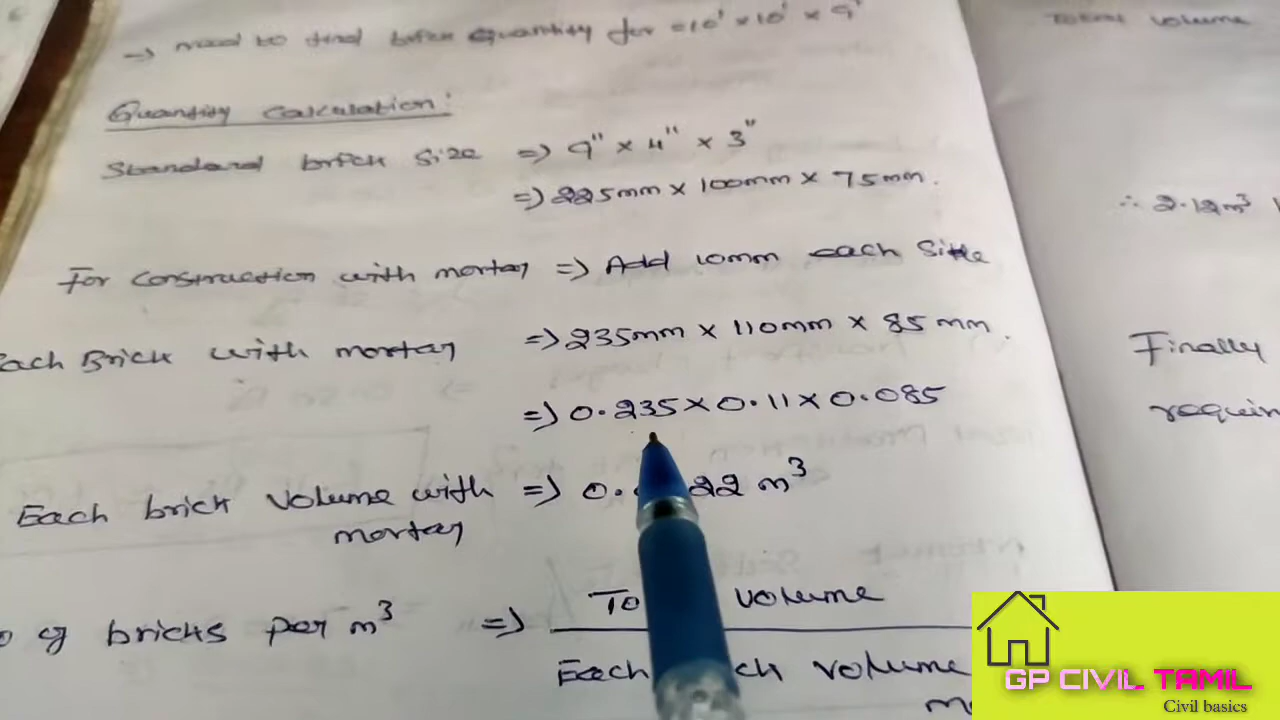 → need to find brick quantity for = 10' × 10' × 9'
Quantity calculation:
Standard brick size => 9" × 4" × 3"
=> 225mm × 100mm × 75mm.
For construction with mortar => Add 10mm each side
Each Brick with mortar => 235mm × 110mm × 85mm.
=> 0.235 × 0.11 × 0.085
Each brick volume with => 0. 22 m³
mortar
of bricks per m³ => volume
Each volume
Total volume
∴ 2.12m³
Finally
GP CIVIL TAMIL
Civil basics